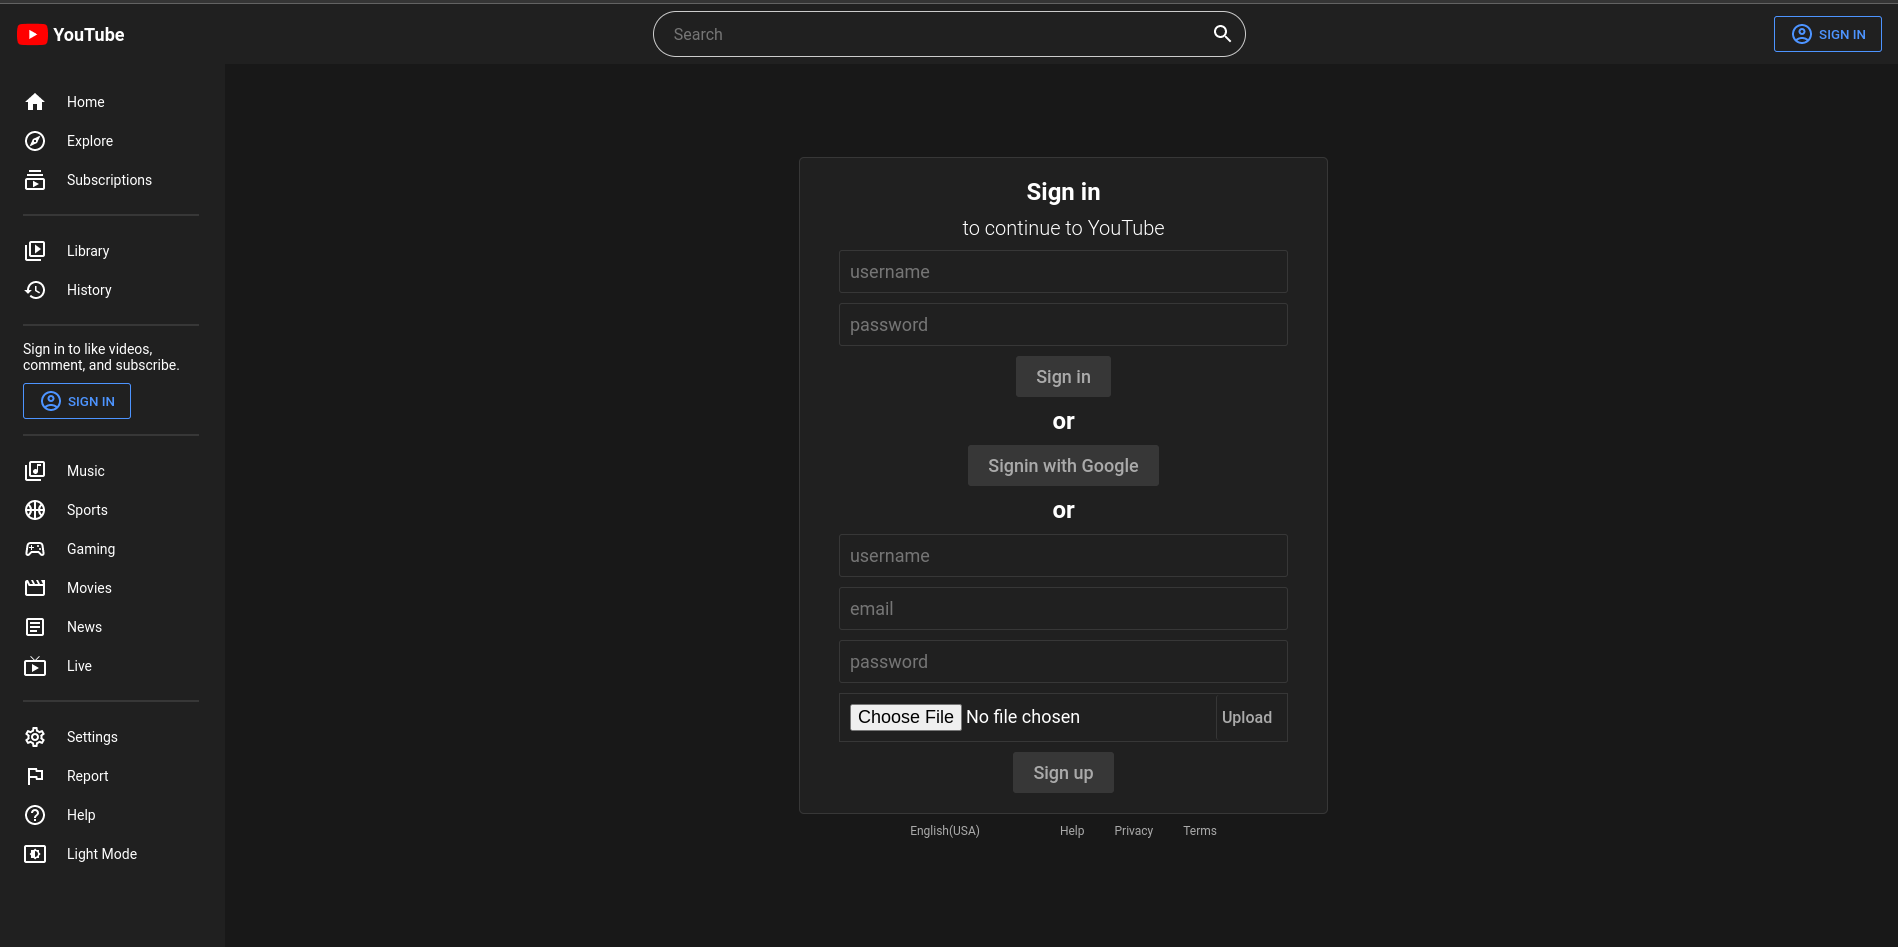 YouTube
Search
SIGN IN
Home
Explore
Subscriptions
Library
History
Sign in to like videos,
comment, and subscribe.
SIGN IN
Music
Sports
Gaming
Movies
News
Live
Settings
Report
Help
Light Mode
Sign in
to continue to YouTube
username
password
Sign in
or
Signin with Google
or
username
email
password
Choose File No file chosen Upload
Sign up
English(USA) Help Privacy Terms